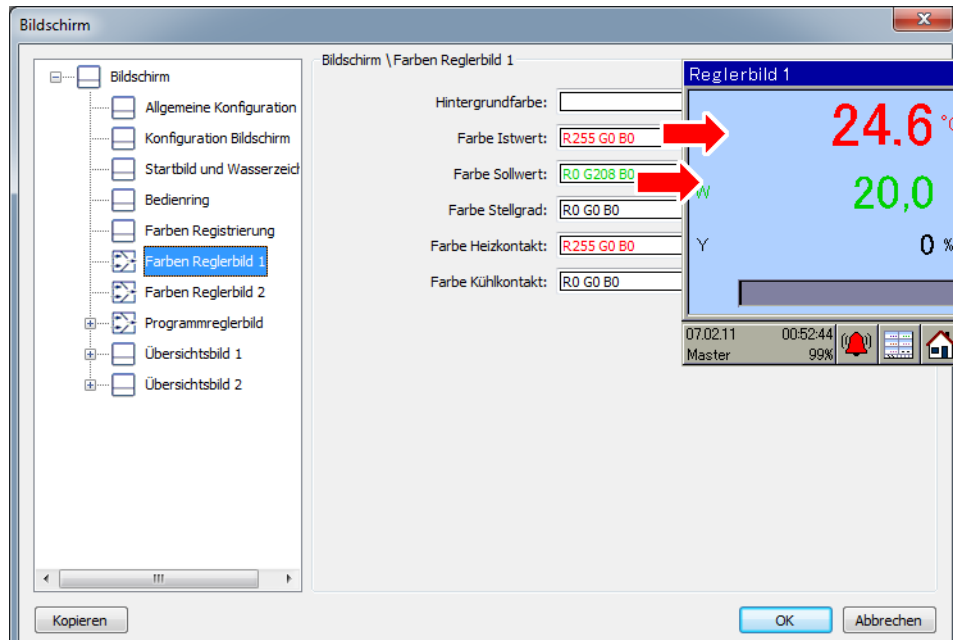 Bildschirm
Bildschirm
Allgemeine Konfiguration
Konfiguration Bildschirm
Startbild und Wasserzeich
Bedienring
Farben Registrierung
Farben Reglerbild 1
Farben Reglerbild 2
Programmreglerbild
Übersichtsbild 1
Übersichtsbild 2
Bildschirm \ Farben Reglerbild 1
Hintergrundfarbe:
Farbe Istwert: R255 G0 B0
Farbe Sollwert: R0 G208 B0
Farbe Stellgrad: R0 G0 B0
Farbe Heizkontakt: R255 G0 B0
Farbe Kühlkontakt: R0 G0 B0
Reglerbild 1
24.6 °C
W 20,0
Y 0 %
07.02.11 00:52:44
Master 99%
Kopieren
OK
Abbrechen